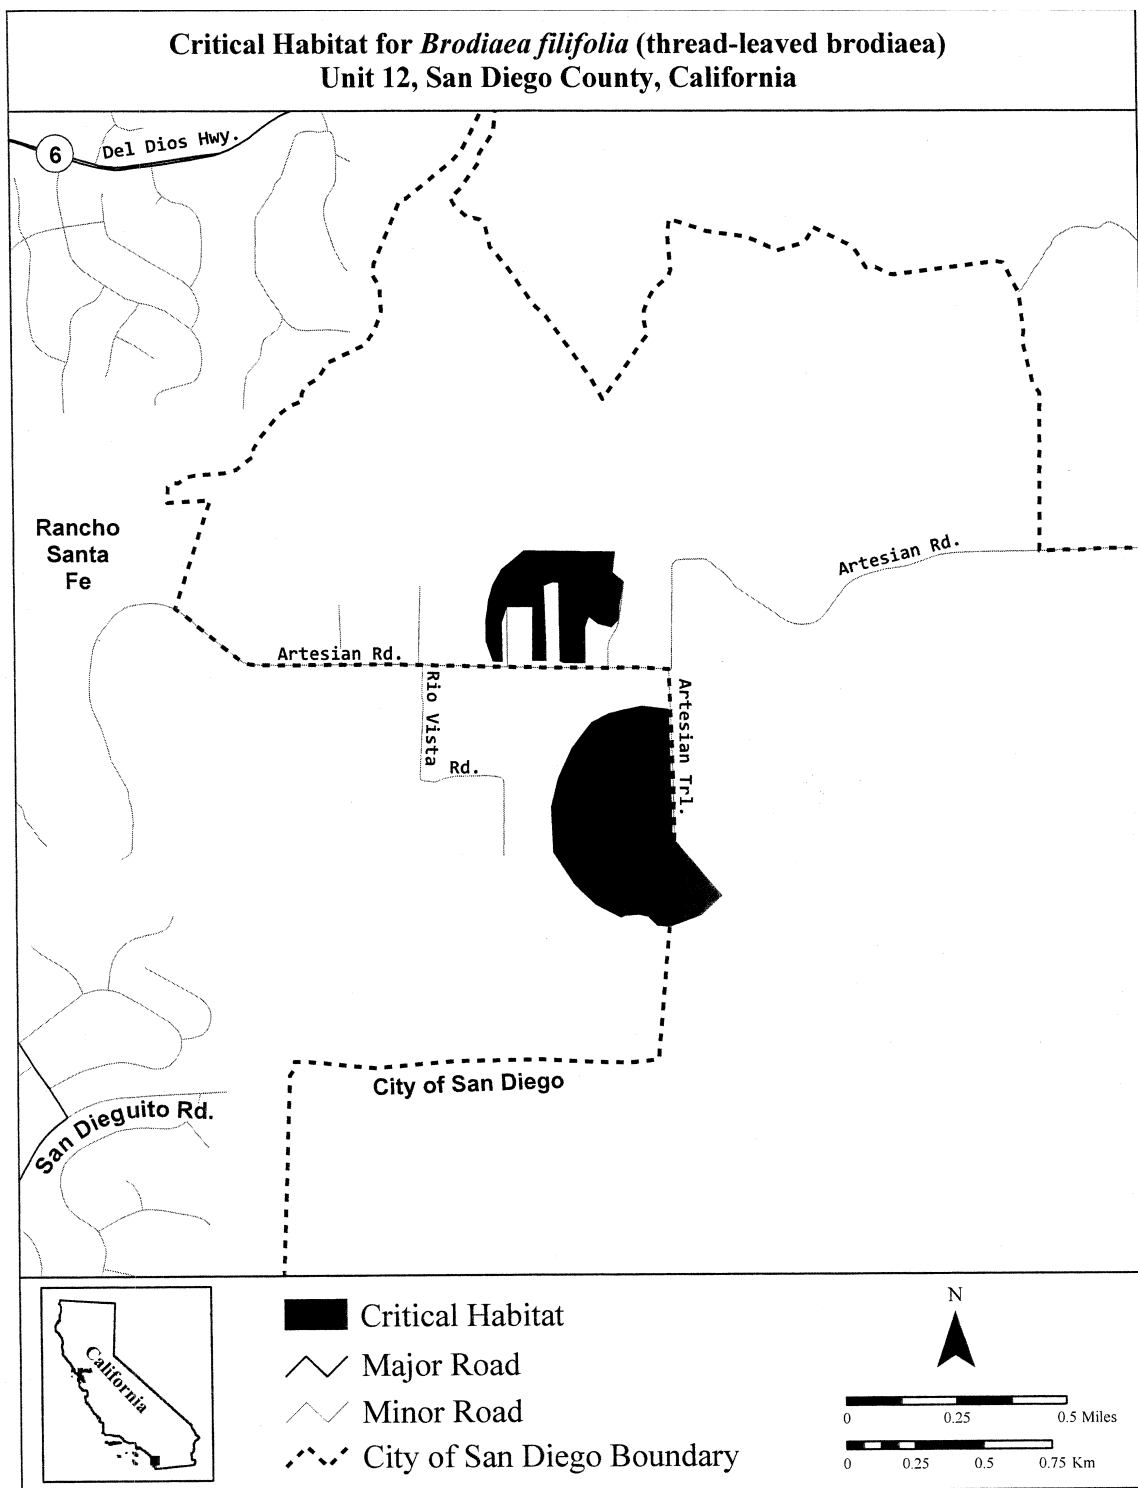 Critical Habitat for Brodiaea filifolia (thread-leaved brodiaea)
Unit 12, San Diego County, California
6
Del Dios Hwy.
Rancho
Santa
Fe
Artesian Rd.
Artesian Rd.
Rio Vista
Rd.
Artesian Trl.
City of San Diego
San Dieguito Rd.
California
Critical Habitat
Major Road
Minor Road
City of San Diego Boundary
N
0 0.25 0.5 Miles
0 0.25 0.5 0.75 Km